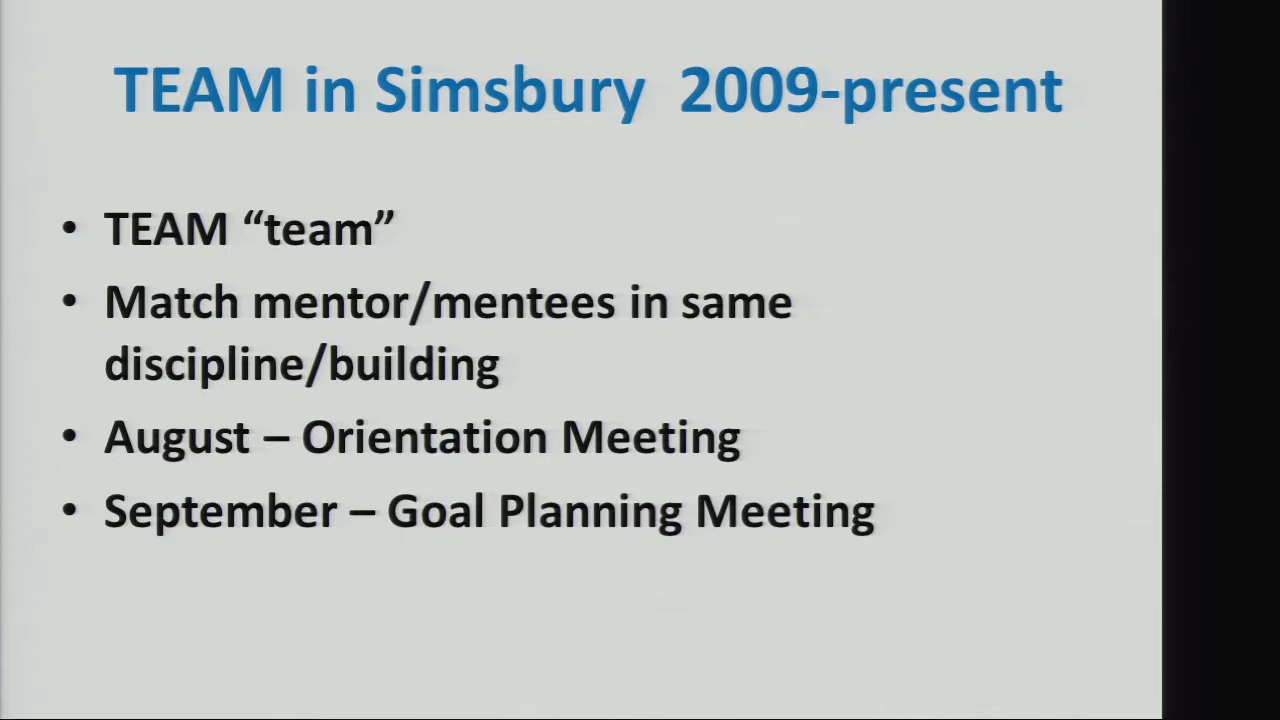 TEAM in Simsbury 2009-present
• TEAM “team”
• Match mentor/mentees in same
discipline/building
• August – Orientation Meeting
• September – Goal Planning Meeting